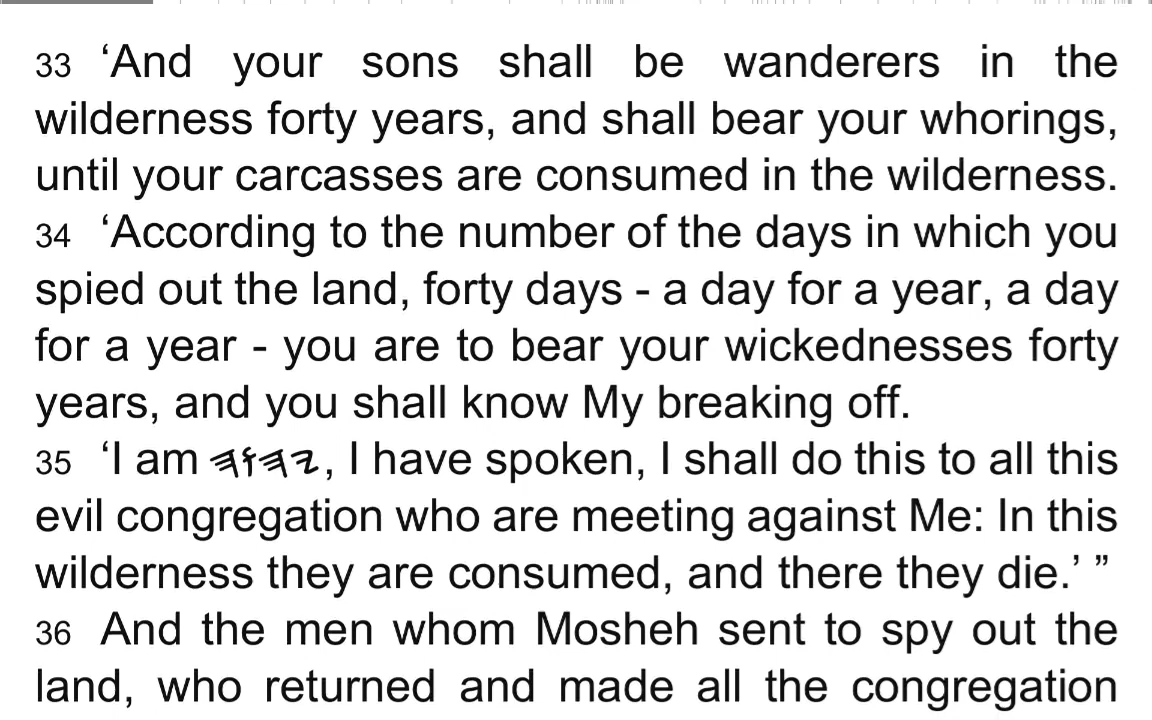 33 ‘And your sons shall be wanderers in the
wilderness forty years, and shall bear your whorings,
until your carcasses are consumed in the wilderness.
34 ‘According to the number of the days in which you
spied out the land, forty days - a day for a year, a day
for a year - you are to bear your wickednesses forty
years, and you shall know My breaking off.
35 ‘I am 𐤉𐤄𐤅𐤄, I have spoken, I shall do this to all this
evil congregation who are meeting against Me: In this
wilderness they are consumed, and there they die.’ ”
36 And the men whom Mosheh sent to spy out the
land, who returned and made all the congregation